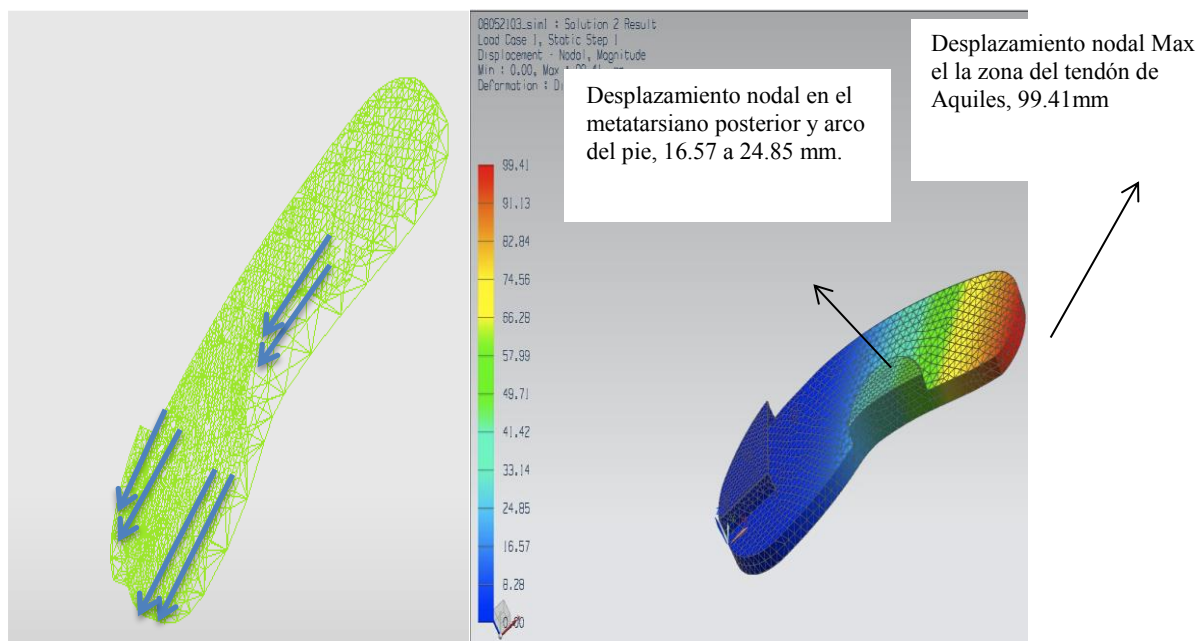 08052103_sim1 : Solution 2 Result
Load Case 1, Static Step 1
Displacement - Nodal, Magnitude
Min : 0.00, Max :
Deformation :
Desplazamiento nodal en el
metatarsiano posterior y arco
del pie, 16.57 a 24.85 mm.
Desplazamiento nodal Max
el la zona del tendón de
Aquiles, 99.41mm
99.41
91.13
82.84
74.56
66.28
57.99
49.71
41.42
33.14
24.85
16.57
8.28
0.00